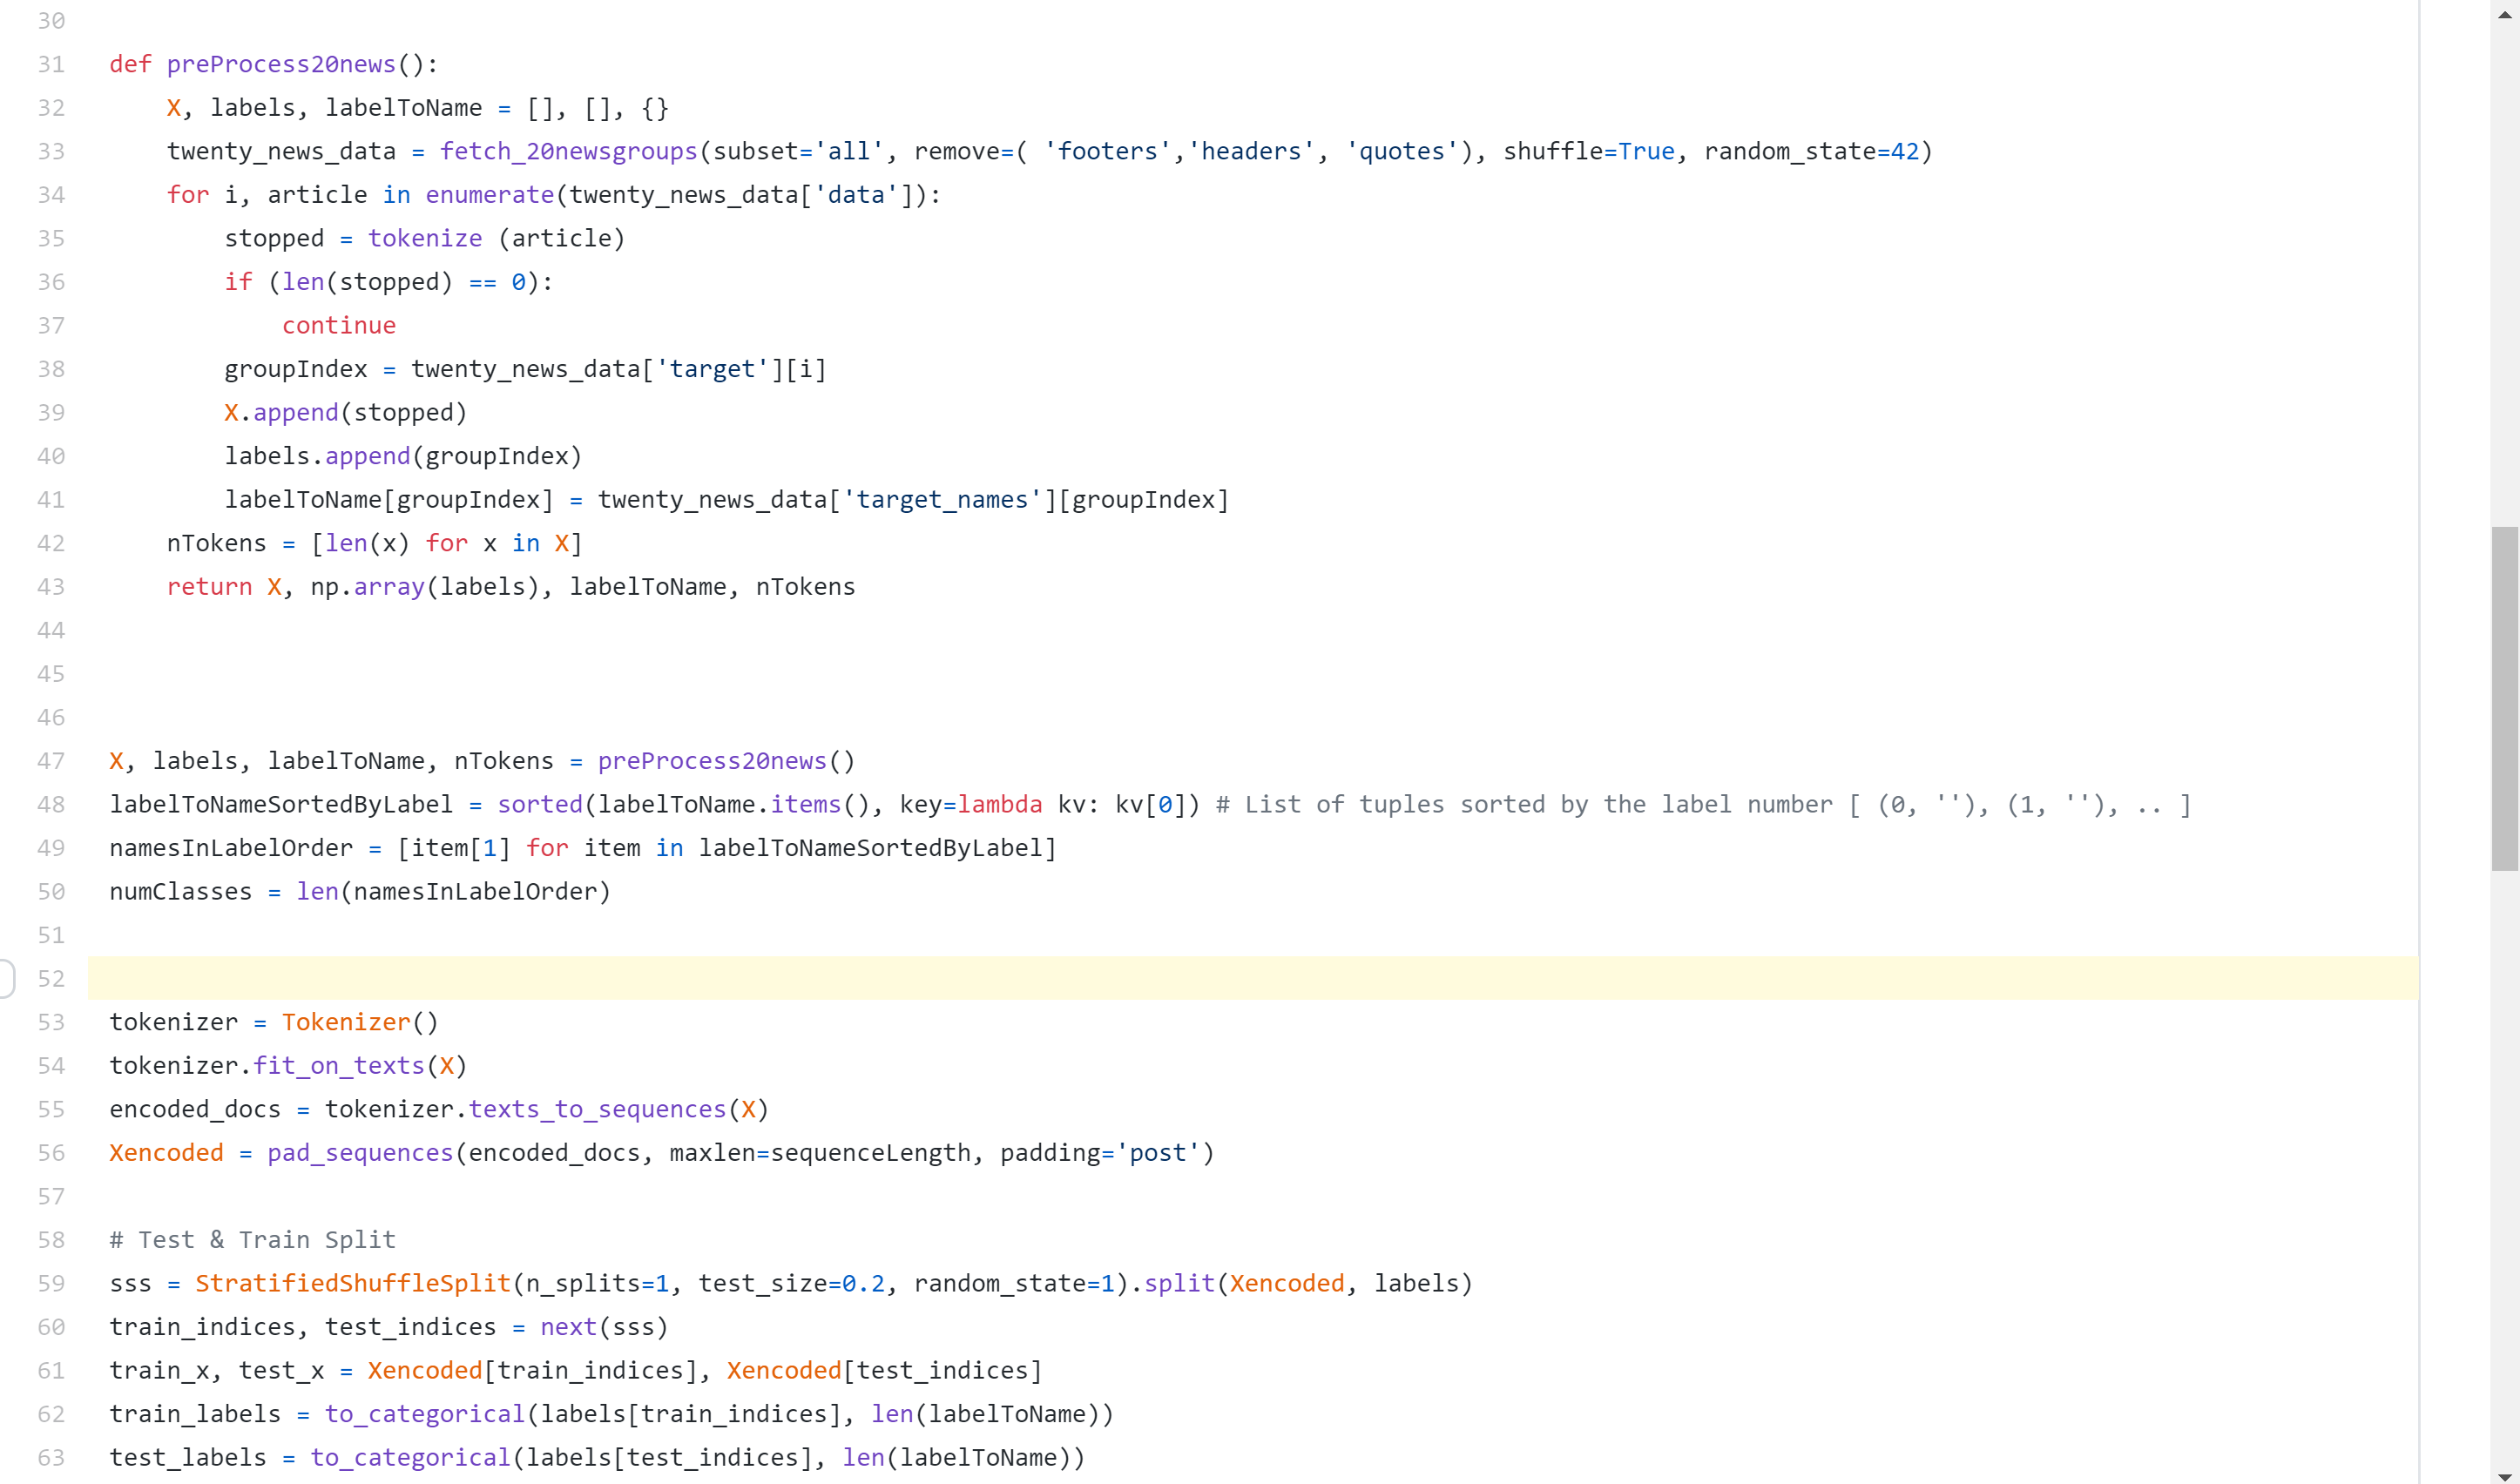 30
31 def preProcess20news():
32     X, labels, labelToName = [], [], {}
33     twenty_news_data = fetch_20newsgroups(subset='all', remove=( 'footers','headers', 'quotes'), shuffle=True, random_state=42)
34     for i, article in enumerate(twenty_news_data['data']):
35         stopped = tokenize (article)
36         if (len(stopped) == 0):
37             continue
38         groupIndex = twenty_news_data['target'][i]
39         X.append(stopped)
40         labels.append(groupIndex)
41         labelToName[groupIndex] = twenty_news_data['target_names'][groupIndex]
42     nTokens = [len(x) for x in X]
43     return X, np.array(labels), labelToName, nTokens
44
45
46
47 X, labels, labelToName, nTokens = preProcess20news()
48 labelToNameSortedByLabel = sorted(labelToName.items(), key=lambda kv: kv[0]) # List of tuples sorted by the label number [ (0, ''), (1, ''), .. ]
49 namesInLabelOrder = [item[1] for item in labelToNameSortedByLabel]
50 numClasses = len(namesInLabelOrder)
51
52
53 tokenizer = Tokenizer()
54 tokenizer.fit_on_texts(X)
55 encoded_docs = tokenizer.texts_to_sequences(X)
56 Xencoded = pad_sequences(encoded_docs, maxlen=sequenceLength, padding='post')
57
58 # Test & Train Split
59 sss = StratifiedShuffleSplit(n_splits=1, test_size=0.2, random_state=1).split(Xencoded, labels)
60 train_indices, test_indices = next(sss)
61 train_x, test_x = Xencoded[train_indices], Xencoded[test_indices]
62 train_labels = to_categorical(labels[train_indices], len(labelToName))
63 test_labels = to_categorical(labels[test_indices], len(labelToName))